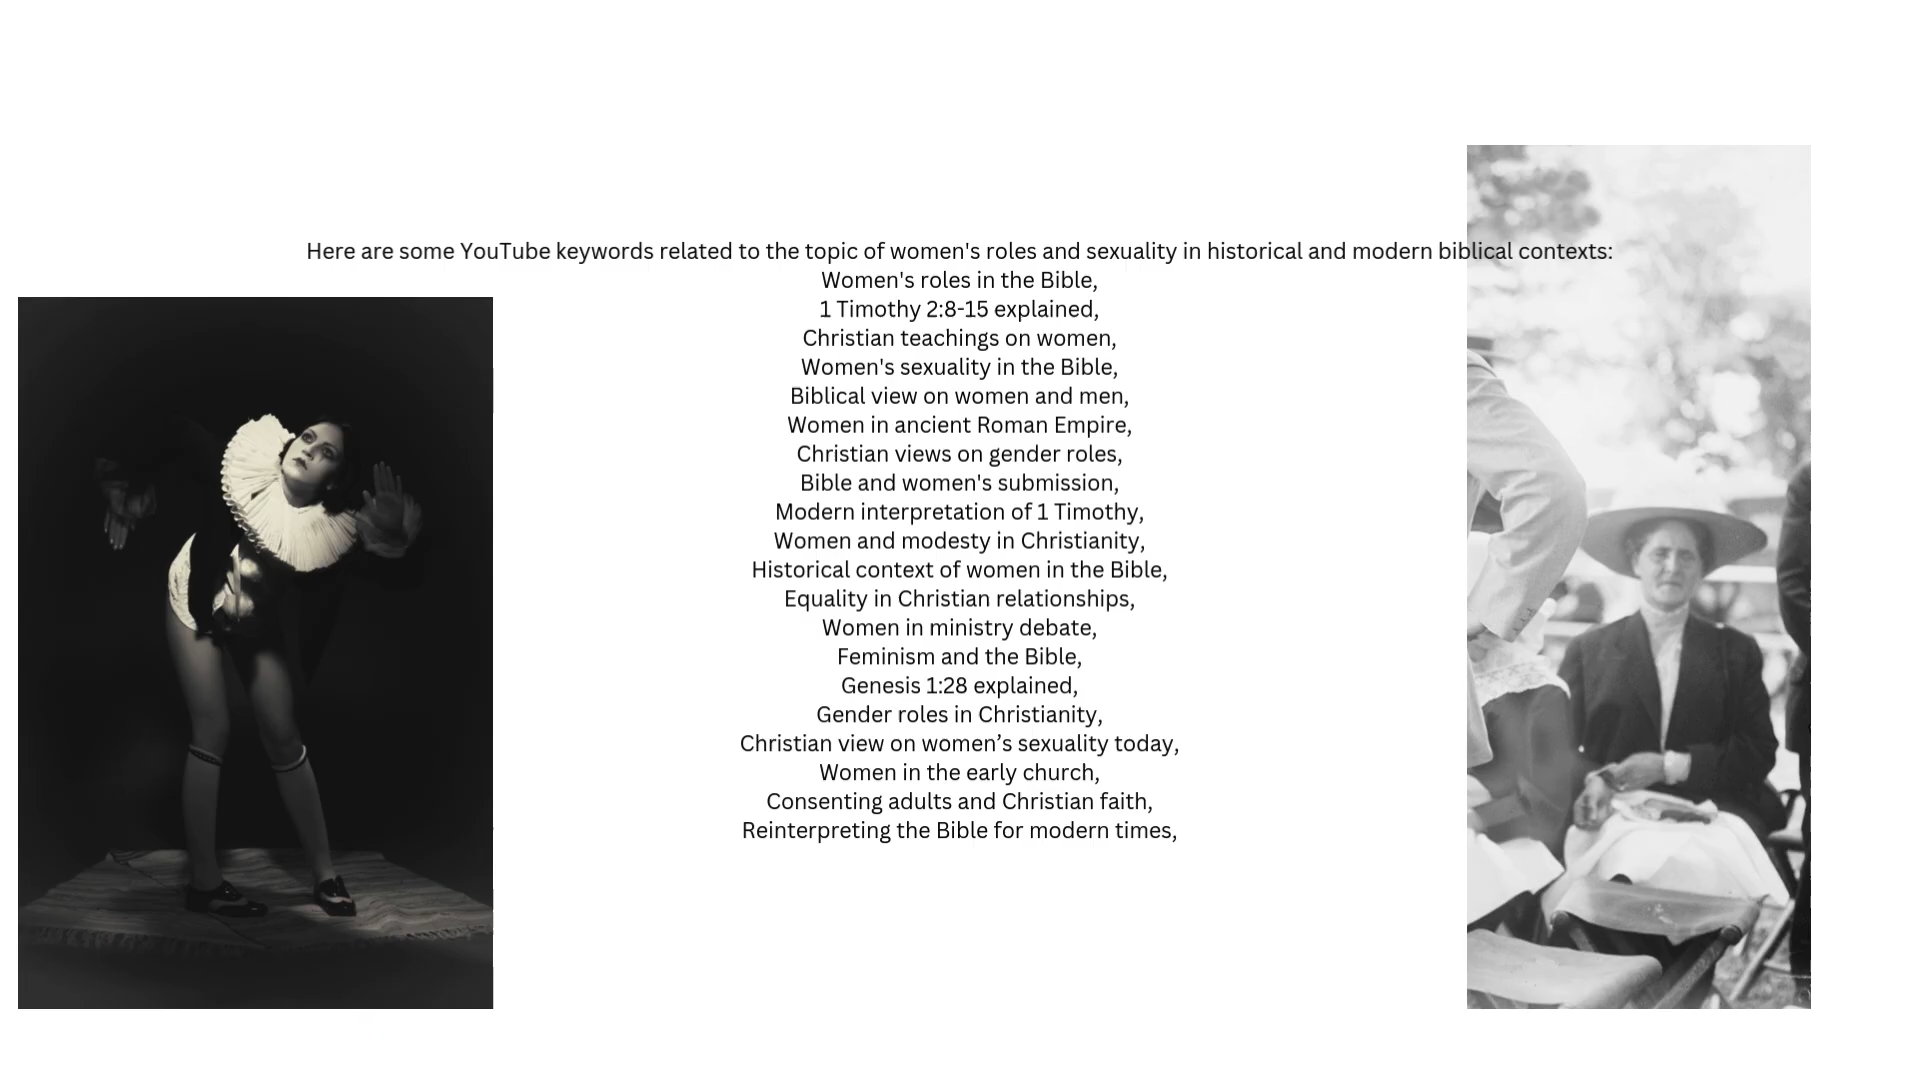 Here are some YouTube keywords related to the topic of women's roles and sexuality in historical and modern biblical contexts:
Women's roles in the Bible,
1 Timothy 2:8-15 explained,
Christian teachings on women,
Women's sexuality in the Bible,
Biblical view on women and men,
Women in ancient Roman Empire,
Christian views on gender roles,
Bible and women's submission,
Modern interpretation of 1 Timothy,
Women and modesty in Christianity,
Historical context of women in the Bible,
Equality in Christian relationships,
Women in ministry debate,
Feminism and the Bible,
Genesis 1:28 explained,
Gender roles in Christianity,
Christian view on women’s sexuality today,
Women in the early church,
Consenting adults and Christian faith,
Reinterpreting the Bible for modern times,